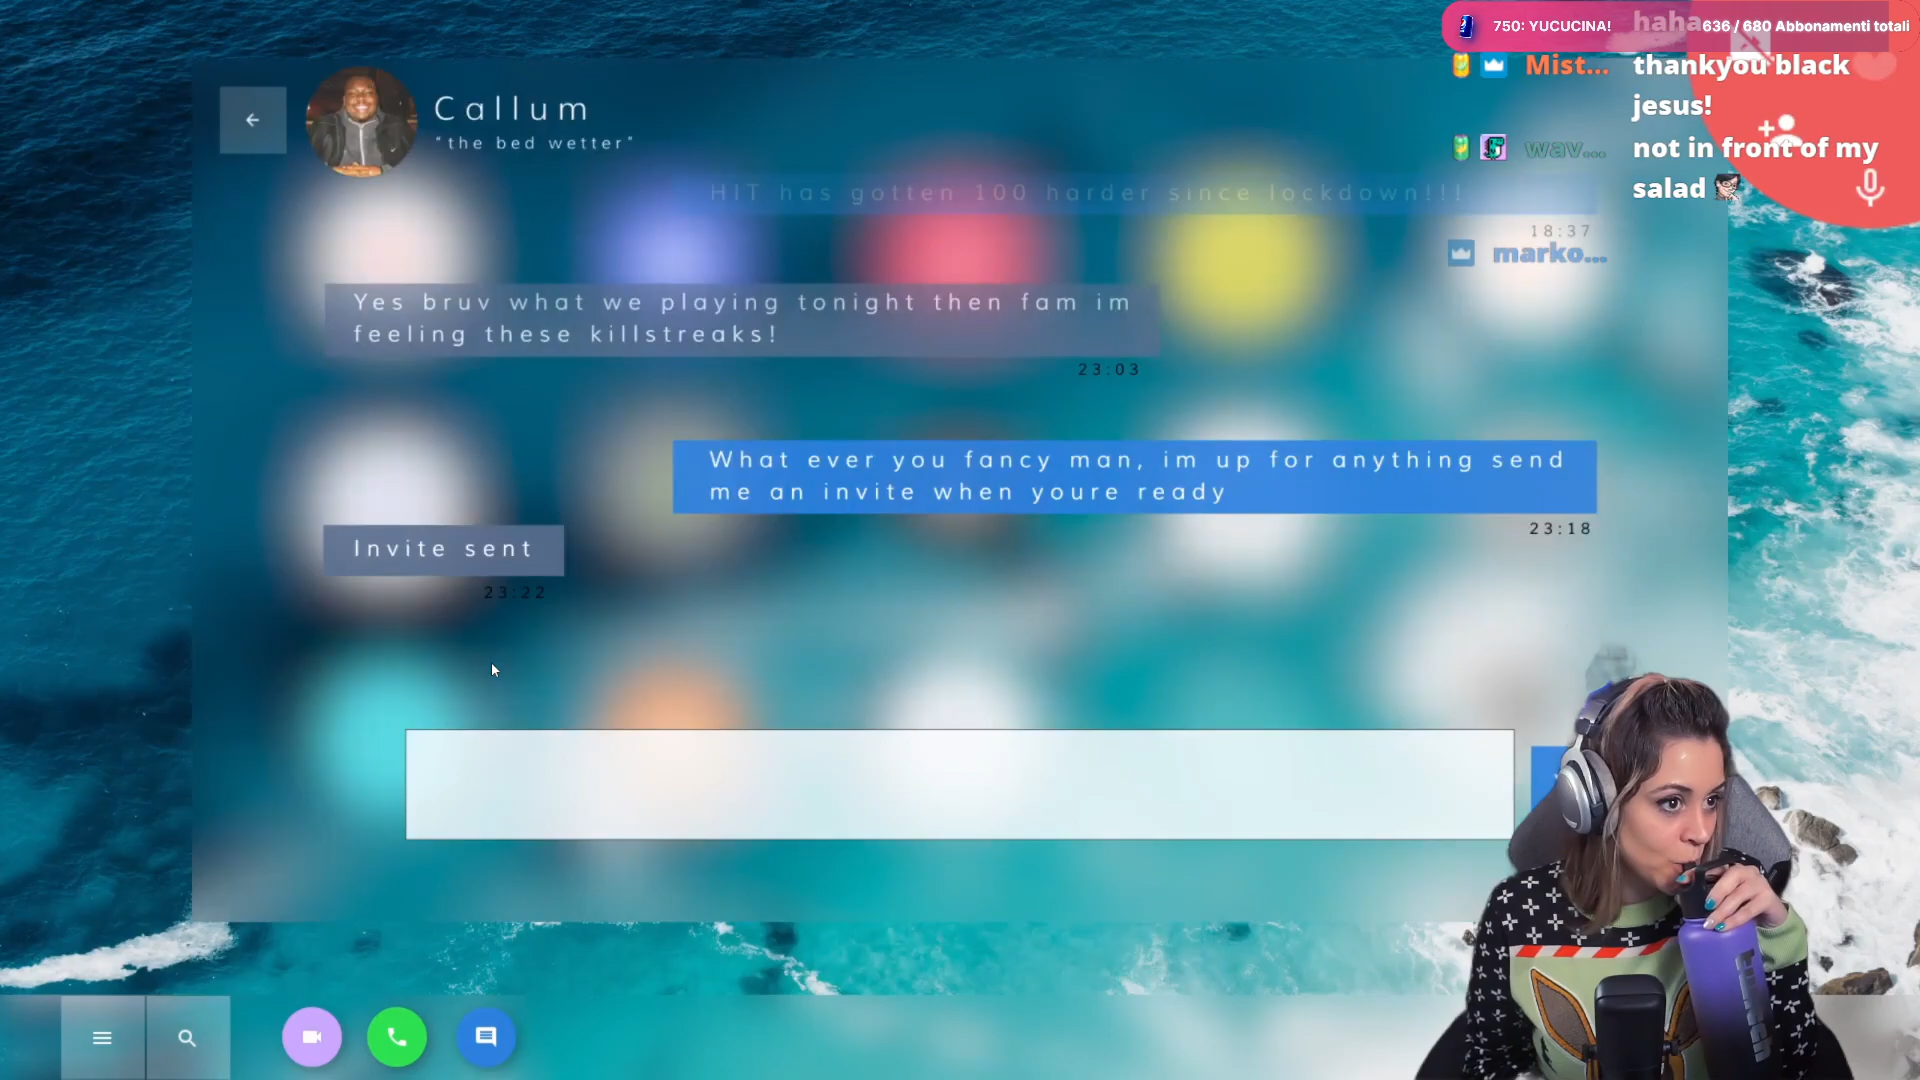 750: YUCUCINA!
haha
636 / 680 Abbonamenti totali
Mist...
thankyou black
jesus!
wav...
not in front of my
salad
marko...
Callum
"the bed wetter"
HIT has gotten 100 harder since lockdown!!!
18:37
Yes bruv what we playing tonight then fam im
feeling these killstreaks!
23:03
What ever you fancy man, im up for anything send
me an invite when youre ready
23:18
Invite sent
23:22